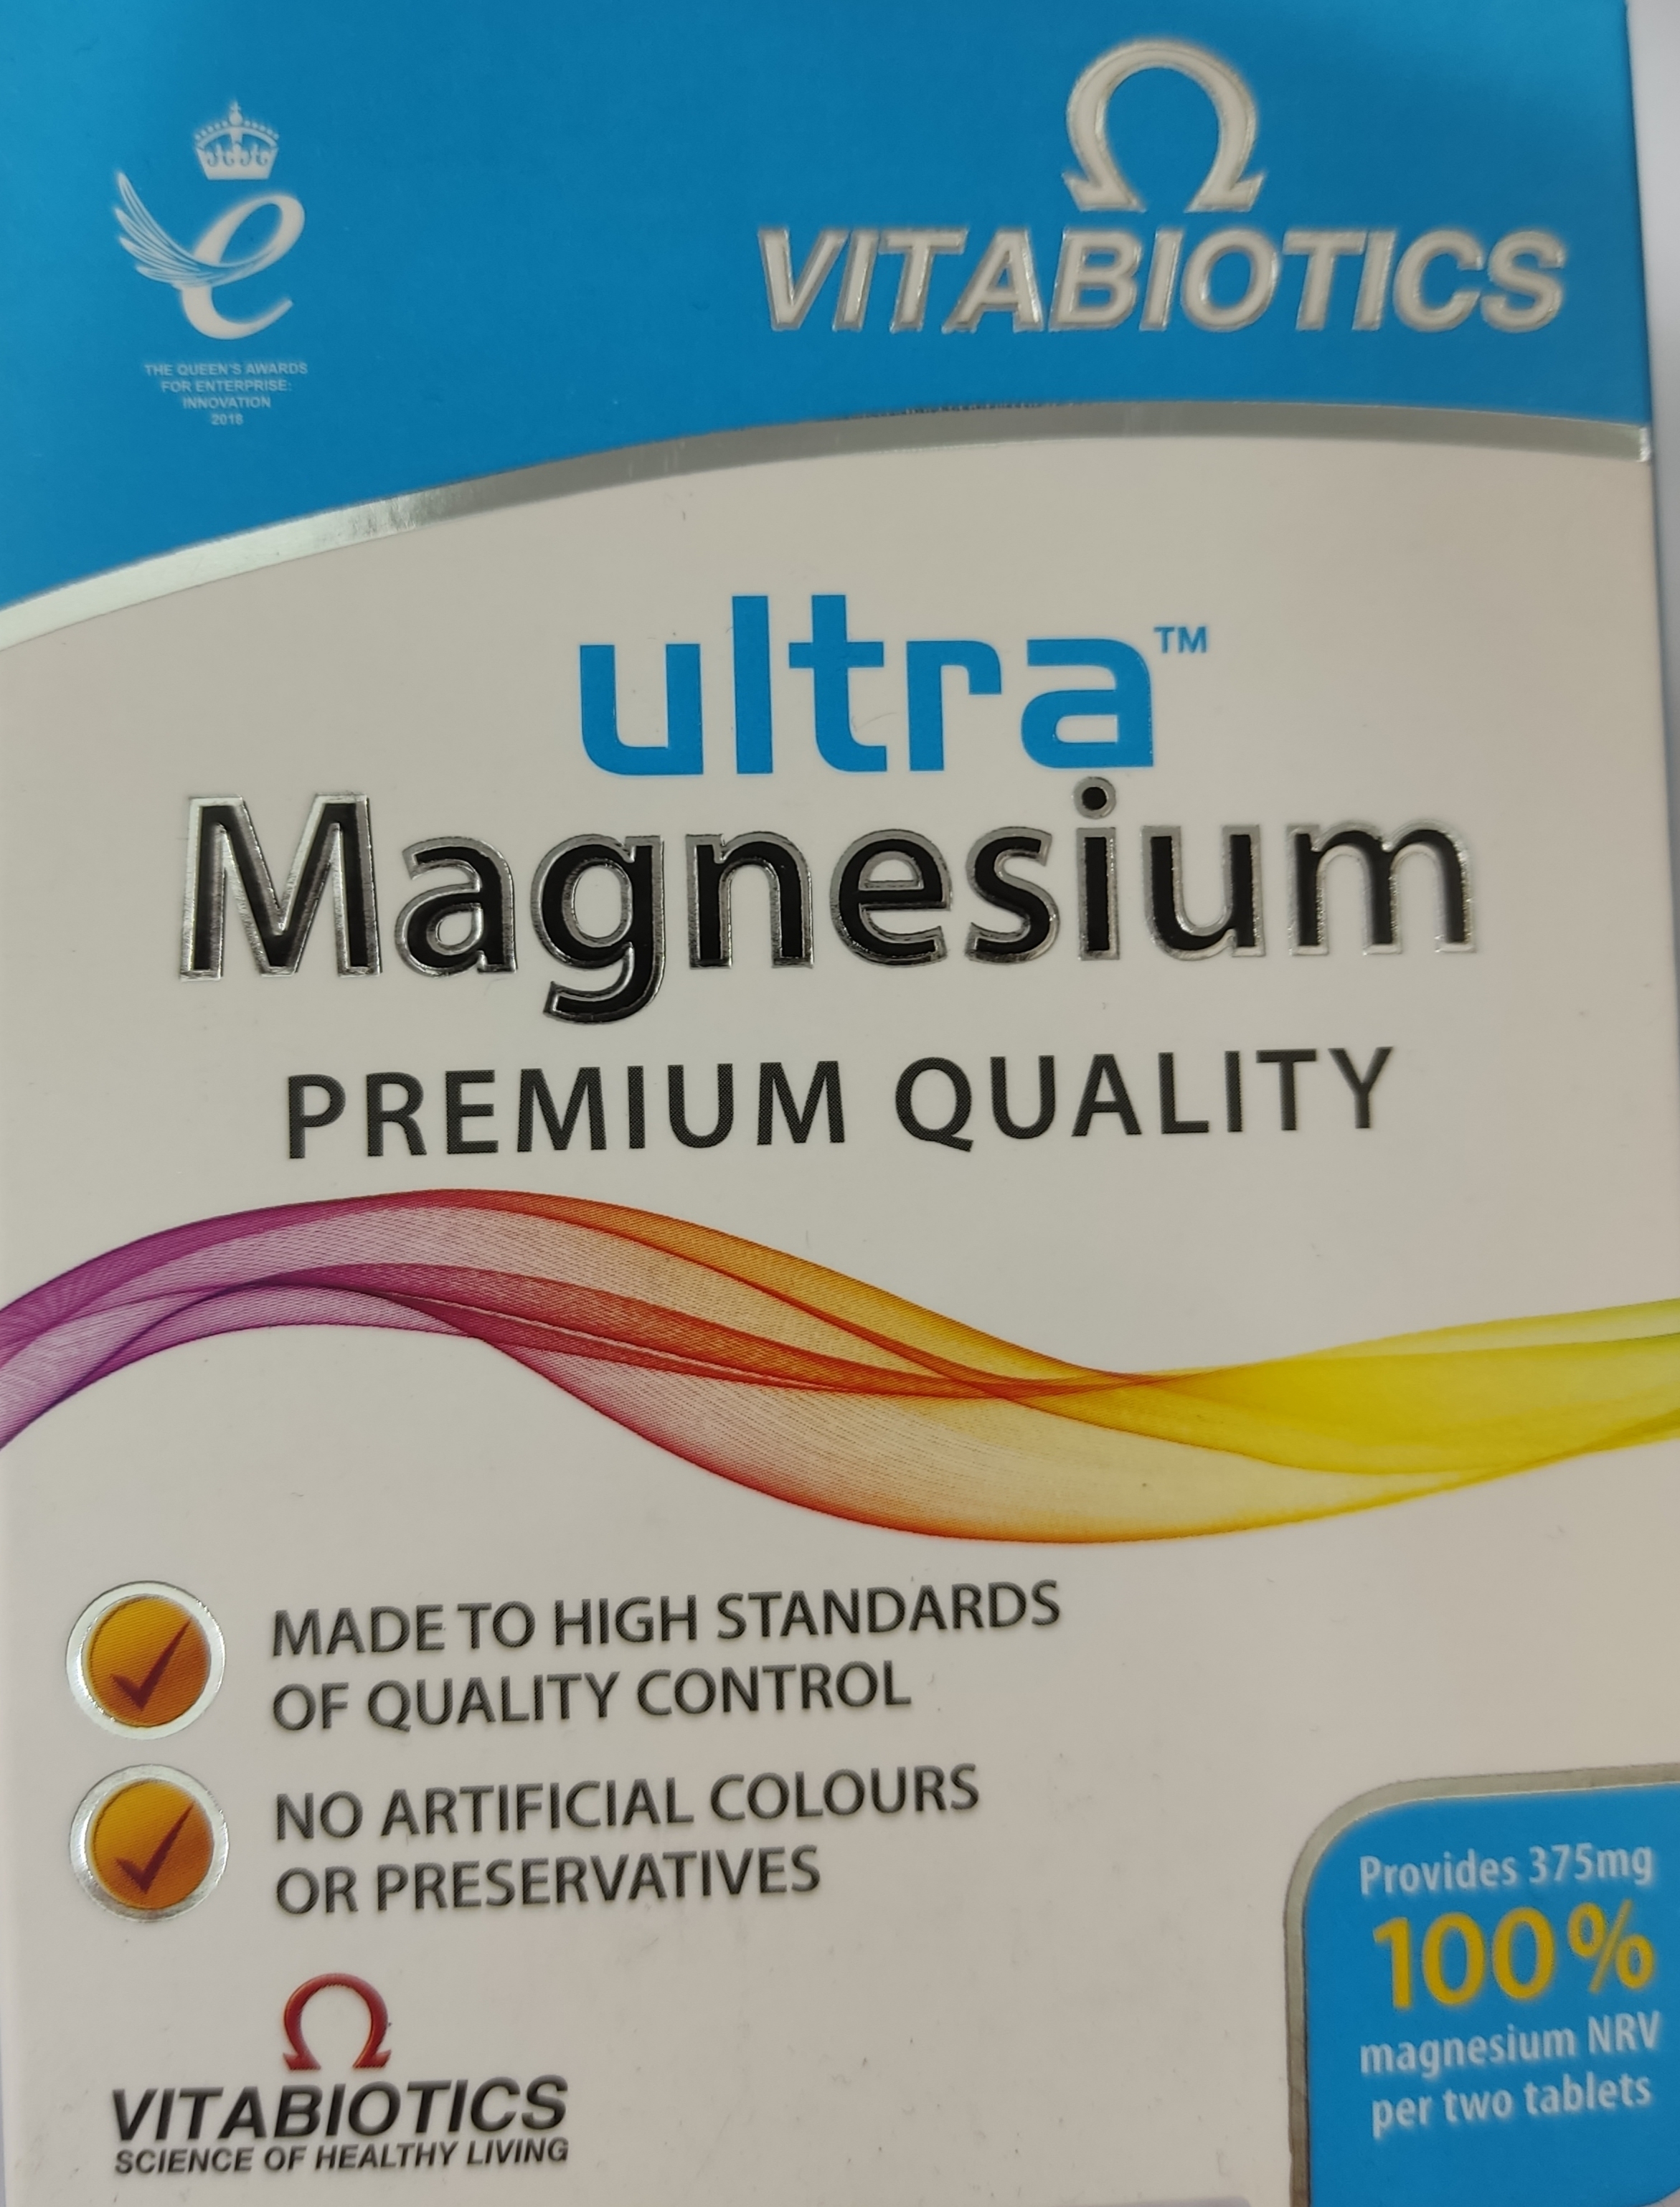 THE QUEEN'S AWARDS
FOR ENTERPRISE:
INNOVATION
2018
VITABIOTICS
ultra™
Magnesium
PREMIUM QUALITY
MADE TO HIGH STANDARDS
OF QUALITY CONTROL
NO ARTIFICIAL COLOURS
OR PRESERVATIVES
VITABIOTICS
SCIENCE OF HEALTHY LIVING
Provides 375mg
100%
magnesium NRV
per two tablets